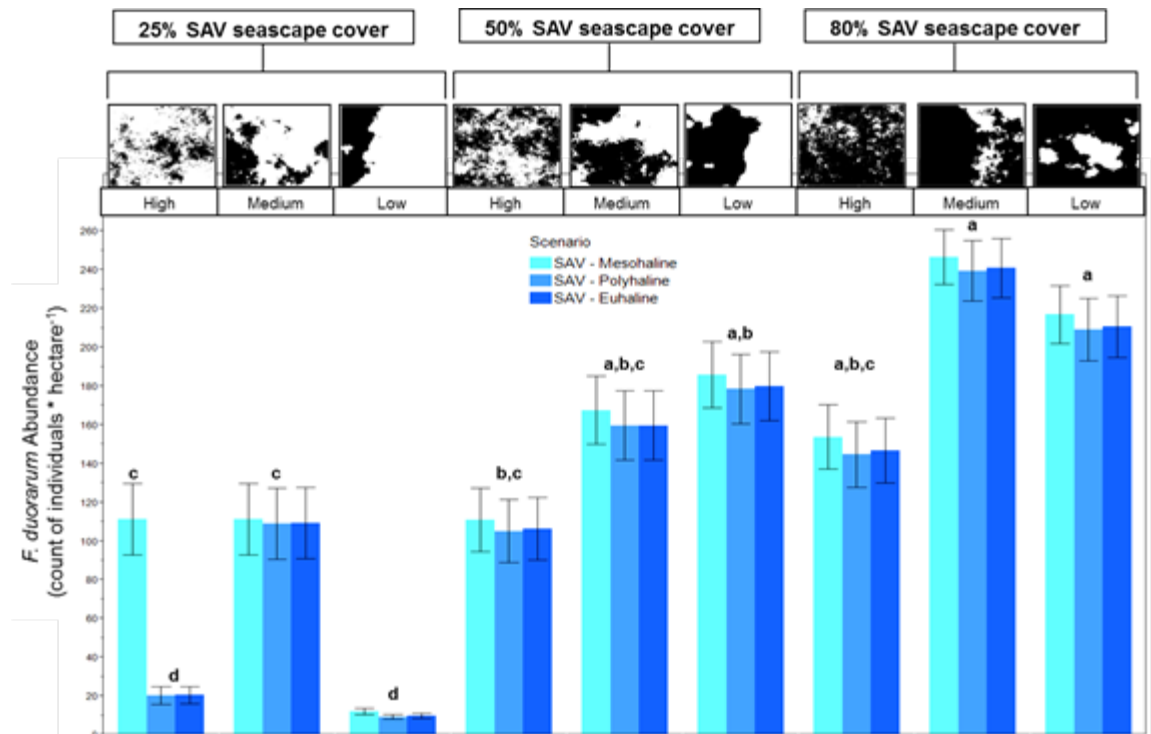 25% SAV seascape cover
50% SAV seascape cover
80% SAV seascape cover
High
Medium
Low
High
Medium
Low
High
Medium
Low
F. duorarum Abundance
(count of individuals * hectare⁻¹)
260
240
220
200
180
160
140
120
100
80
60
40
20
0
Scenario
SAV - Mesohaline
SAV - Polyhaline
SAV - Euhaline
c
d
c
d
b,c
a,b,c
a,b
a,b,c
a
a